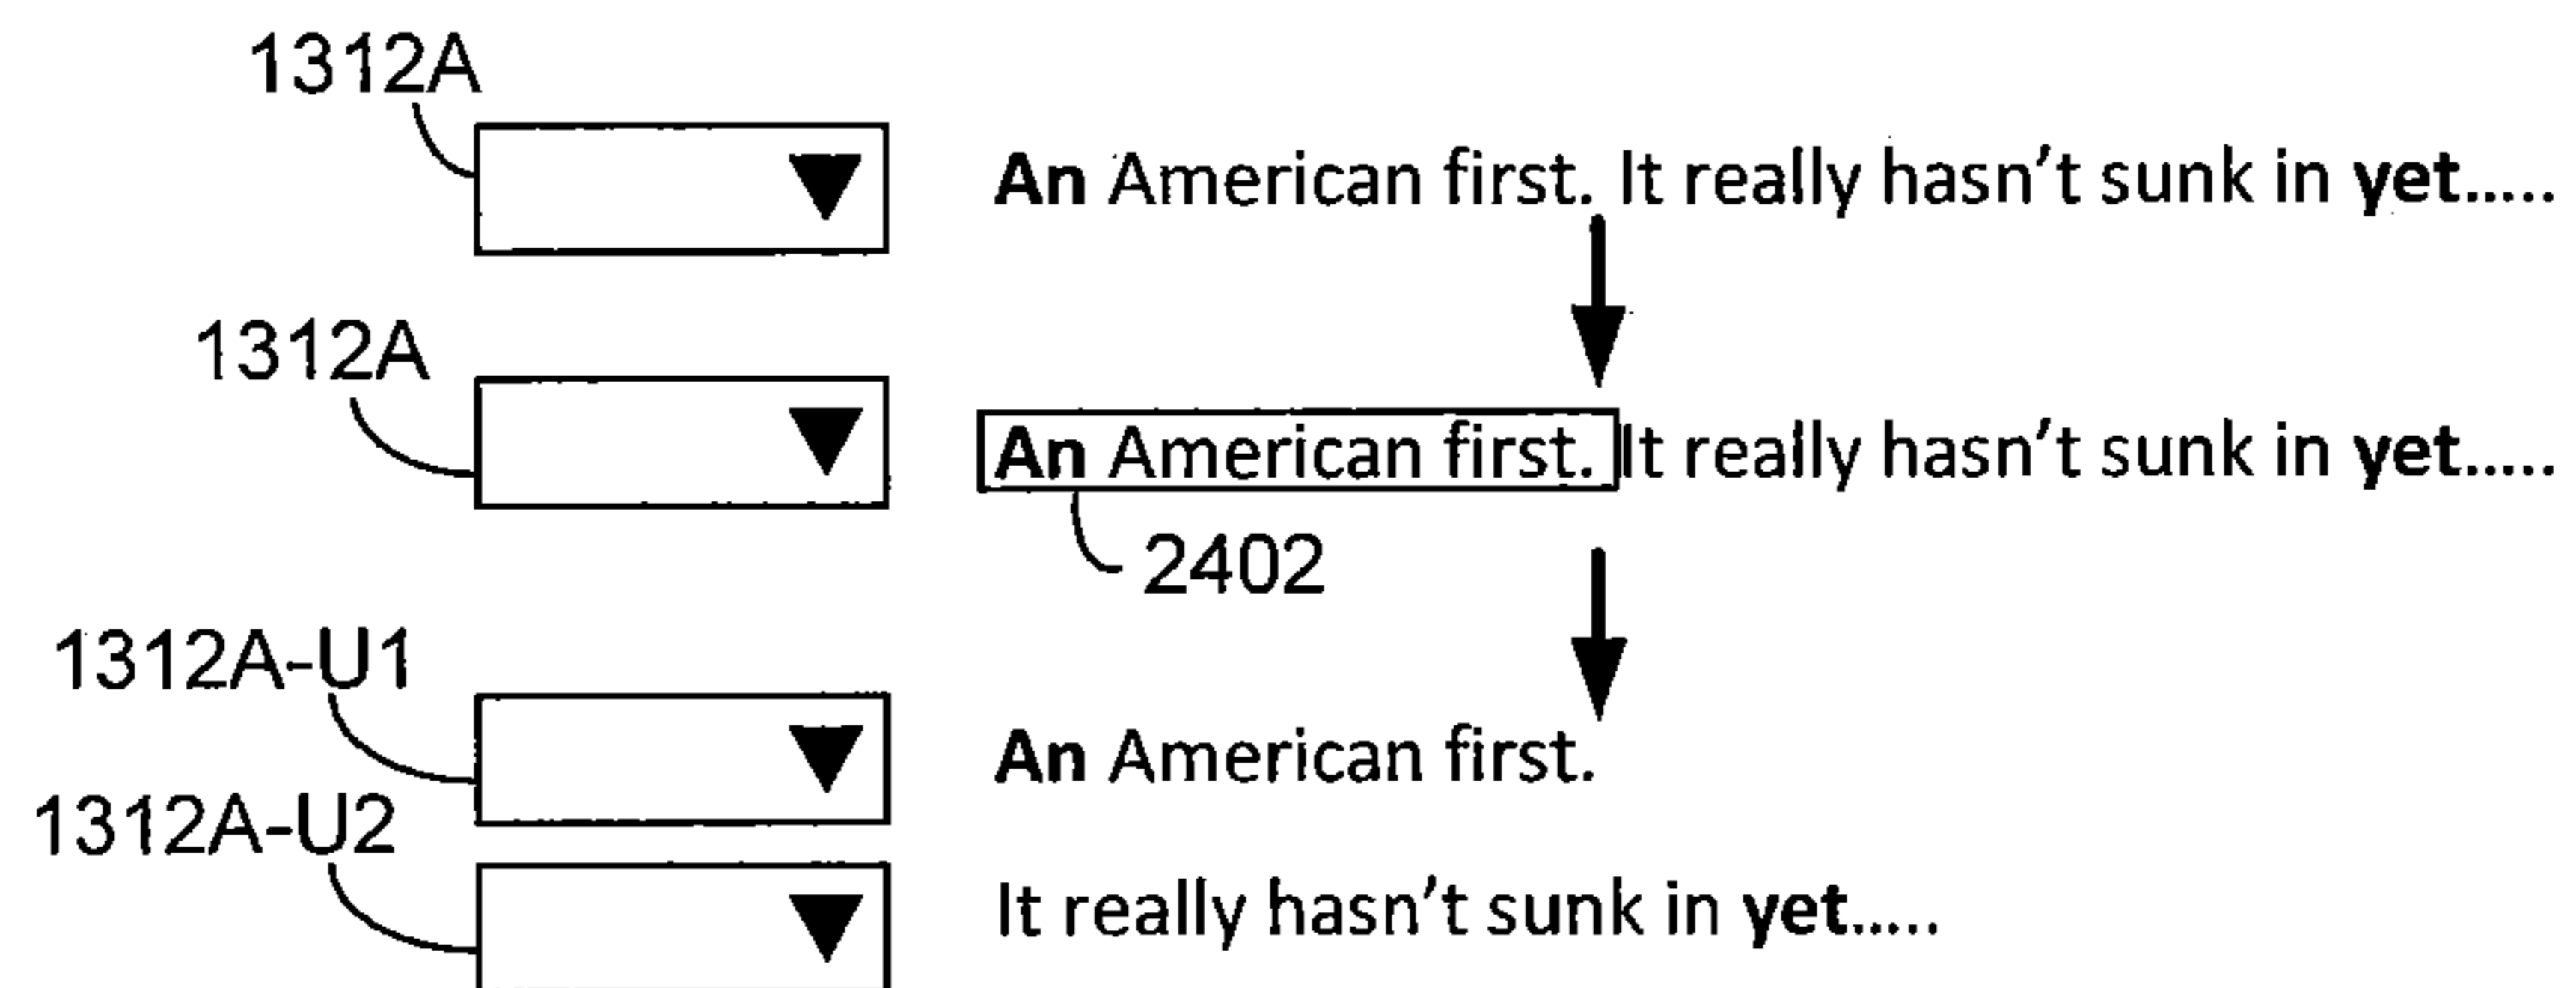 1312A
An American first. It really hasn't sunk in yet.....
1312A
An American first. It really hasn't sunk in yet.....
2402
1312A-U1
An American first.
1312A-U2
It really hasn't sunk in yet.....